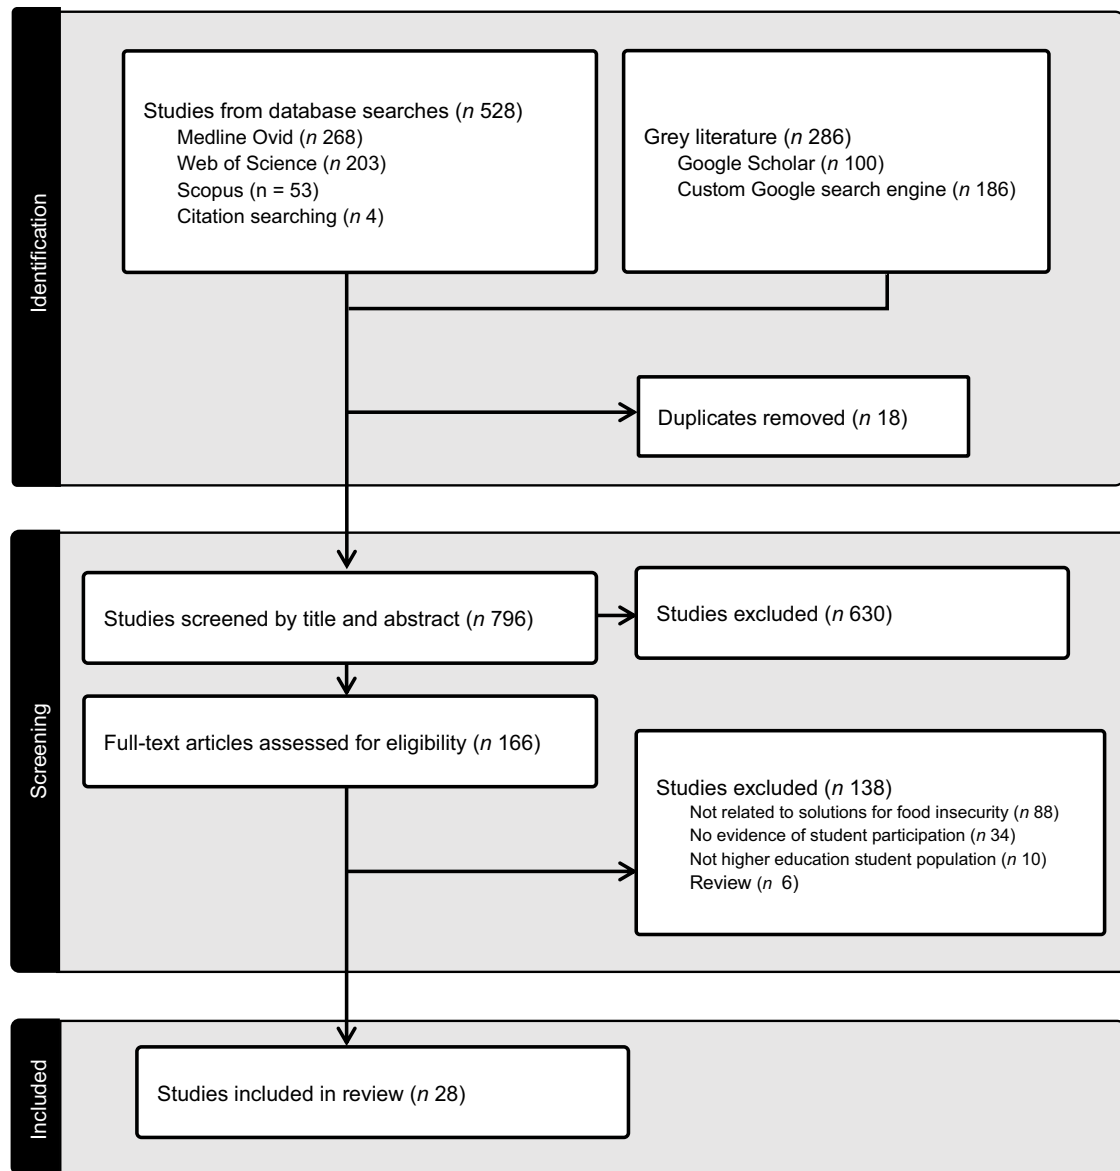 Identification
Studies from database searches (n 528)
Medline Ovid (n 268)
Web of Science (n 203)
Scopus (n = 53)
Citation searching (n 4)
Grey literature (n 286)
Google Scholar (n 100)
Custom Google search engine (n 186)
Duplicates removed (n 18)
Screening
Studies screened by title and abstract (n 796)
Studies excluded (n 630)
Full-text articles assessed for eligibility (n 166)
Studies excluded (n 138)
Not related to solutions for food insecurity (n 88)
No evidence of student participation (n 34)
Not higher education student population (n 10)
Review (n 6)
Included
Studies included in review (n 28)